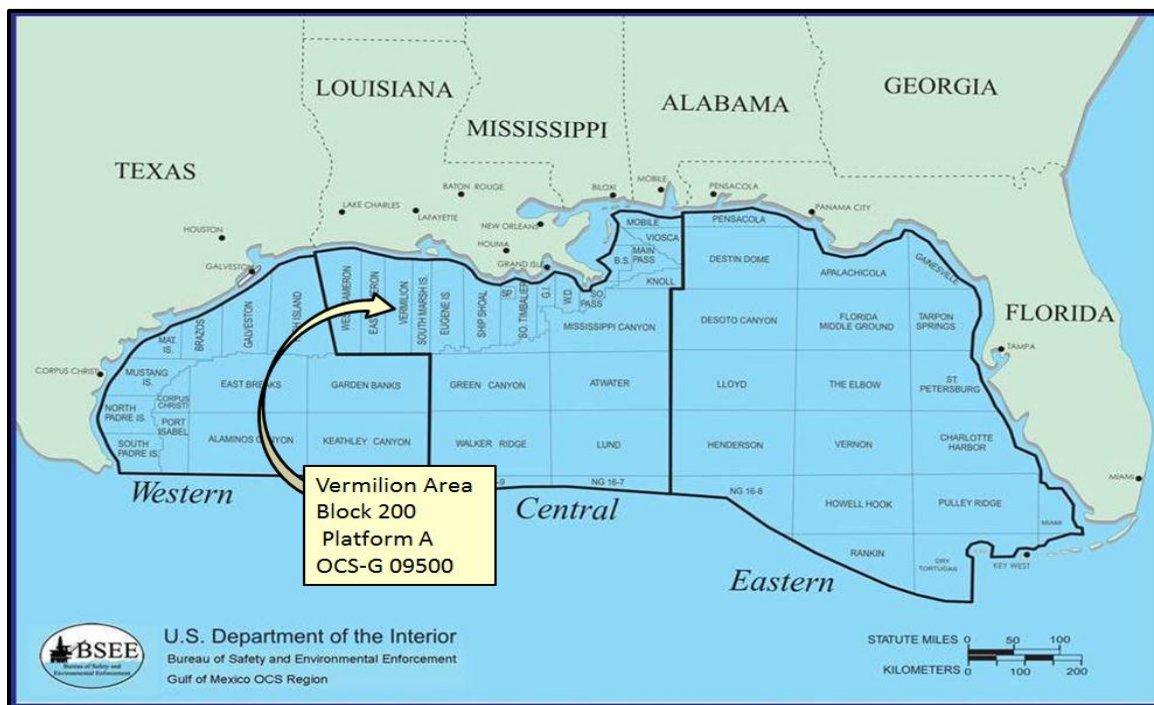 LOUISIANA
MISSISSIPPI
ALABAMA
GEORGIA
TEXAS
FLORIDA
HOUSTON
GALVESTON
CORPUS CHRISTI
LAKE CHARLES
LAFAYETTE
BATON ROUGE
NEW ORLEANS
HOUMA
GRAND ISLE
BILOXI
MOBILE
PENSACOLA
PANAMA CITY
TAMPA
MIAMI
KEY WEST
MAT.
IS.
BRAZOS
GALVESTON
ISLAND
VERMILION
SOUTH MARSH IS.
EUGENE IS.
SHIP SHOAL
SO. TIMBALIER
G.I.
W.D.
SO.
PASS
B.S.
MAIN
PASS
MOBILE
VIOSCA
KNOLL
MISSISSIPPI CANYON
MUSTANG
IS.
NORTH
PADRE IS.
SOUTH
PADRE IS.
CORPUS
CHRISTI
PORT
ISABEL
EAST BREAKS
GARDEN BANKS
GREEN CANYON
ATWATER
KEATHLEY CANYON
WALKER RIDGE
LUND
NG 16-7
PENSACOLA
DESTIN DOME
APALACHICOLA
GAINESVILLE
DESOTO CANYON
FLORIDA
MIDDLE GROUND
TARPON
SPRINGS
LLOYD
THE ELBOW
ST.
PETERSBURG
HENDERSON
VERNON
CHARLOTTE
HARBOR
NG 16-8
HOWELL HOOK
PULLEY RIDGE
MIAMI
RANKIN
DRY
TORTUGAS
Western
Central
Eastern
Vermilion Area
Block 200
Platform A
OCS-G 09500
BSEE
Bureau of Safety and
Environmental Enforcement
U.S. Department of the Interior
Bureau of Safety and Environmental Enforcement
Gulf of Mexico OCS Region
STATUTE MILES 0 50 100
KILOMETERS 0 100 200